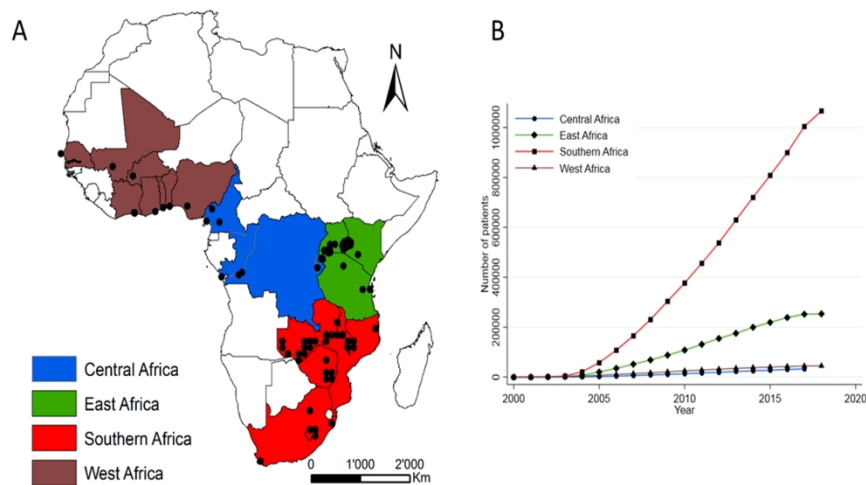 A
N
Central Africa
East Africa
Southern Africa
West Africa
0 1'000 2'000
Km
B
Central Africa
East Africa
Southern Africa
West Africa
Number of patients
1000000
800000
600000
400000
200000
0
2000 2005 2010 2015 2020
Year